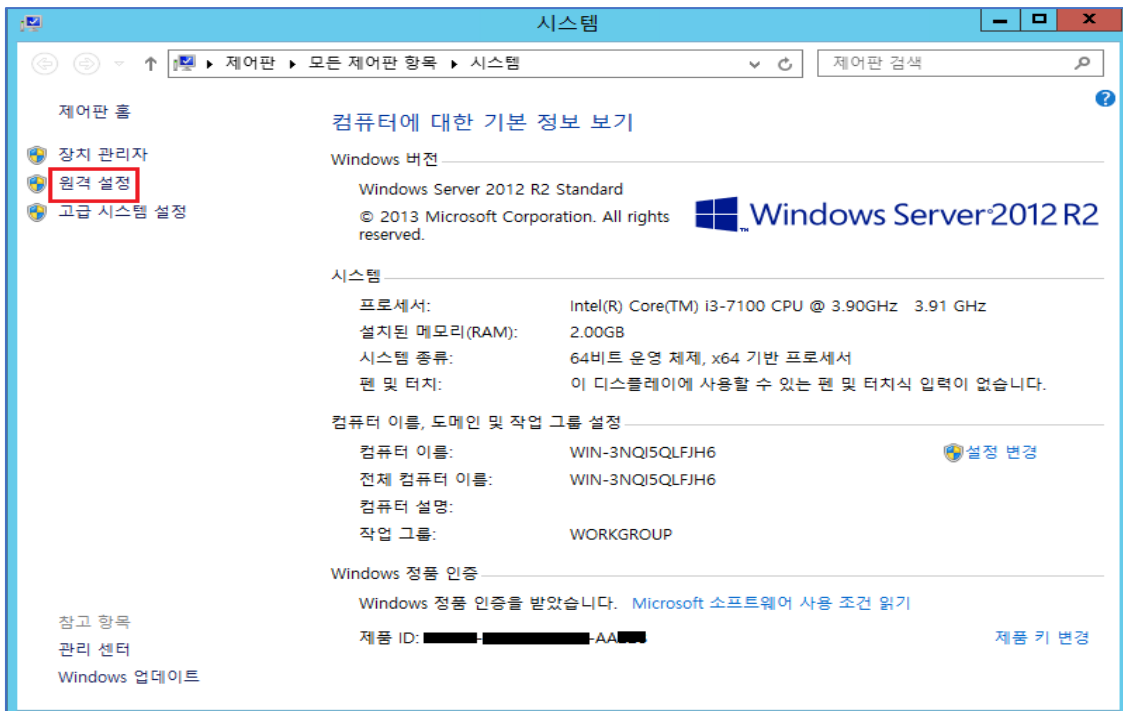 시스템
제어판 ▸ 모든 제어판 항목 ▸ 시스템
제어판 검색
제어판 홈
장치 관리자
원격 설정
고급 시스템 설정
컴퓨터에 대한 기본 정보 보기
Windows 버전
Windows Server 2012 R2 Standard
© 2013 Microsoft Corporation. All rights
reserved.
Windows Server 2012 R2
시스템
프로세서: Intel(R) Core(TM) i3-7100 CPU @ 3.90GHz 3.91 GHz
설치된 메모리(RAM): 2.00GB
시스템 종류: 64비트 운영 체제, x64 기반 프로세서
펜 및 터치: 이 디스플레이에 사용할 수 있는 펜 및 터치식 입력이 없습니다.
컴퓨터 이름, 도메인 및 작업 그룹 설정
컴퓨터 이름: WIN-3NQI5QLFJH6 설정 변경
전체 컴퓨터 이름: WIN-3NQI5QLFJH6
컴퓨터 설명:
작업 그룹: WORKGROUP
Windows 정품 인증
Windows 정품 인증을 받았습니다. Microsoft 소프트웨어 사용 조건 읽기
제품 ID: - -AA 제품 키 변경
참고 항목
관리 센터
Windows 업데이트